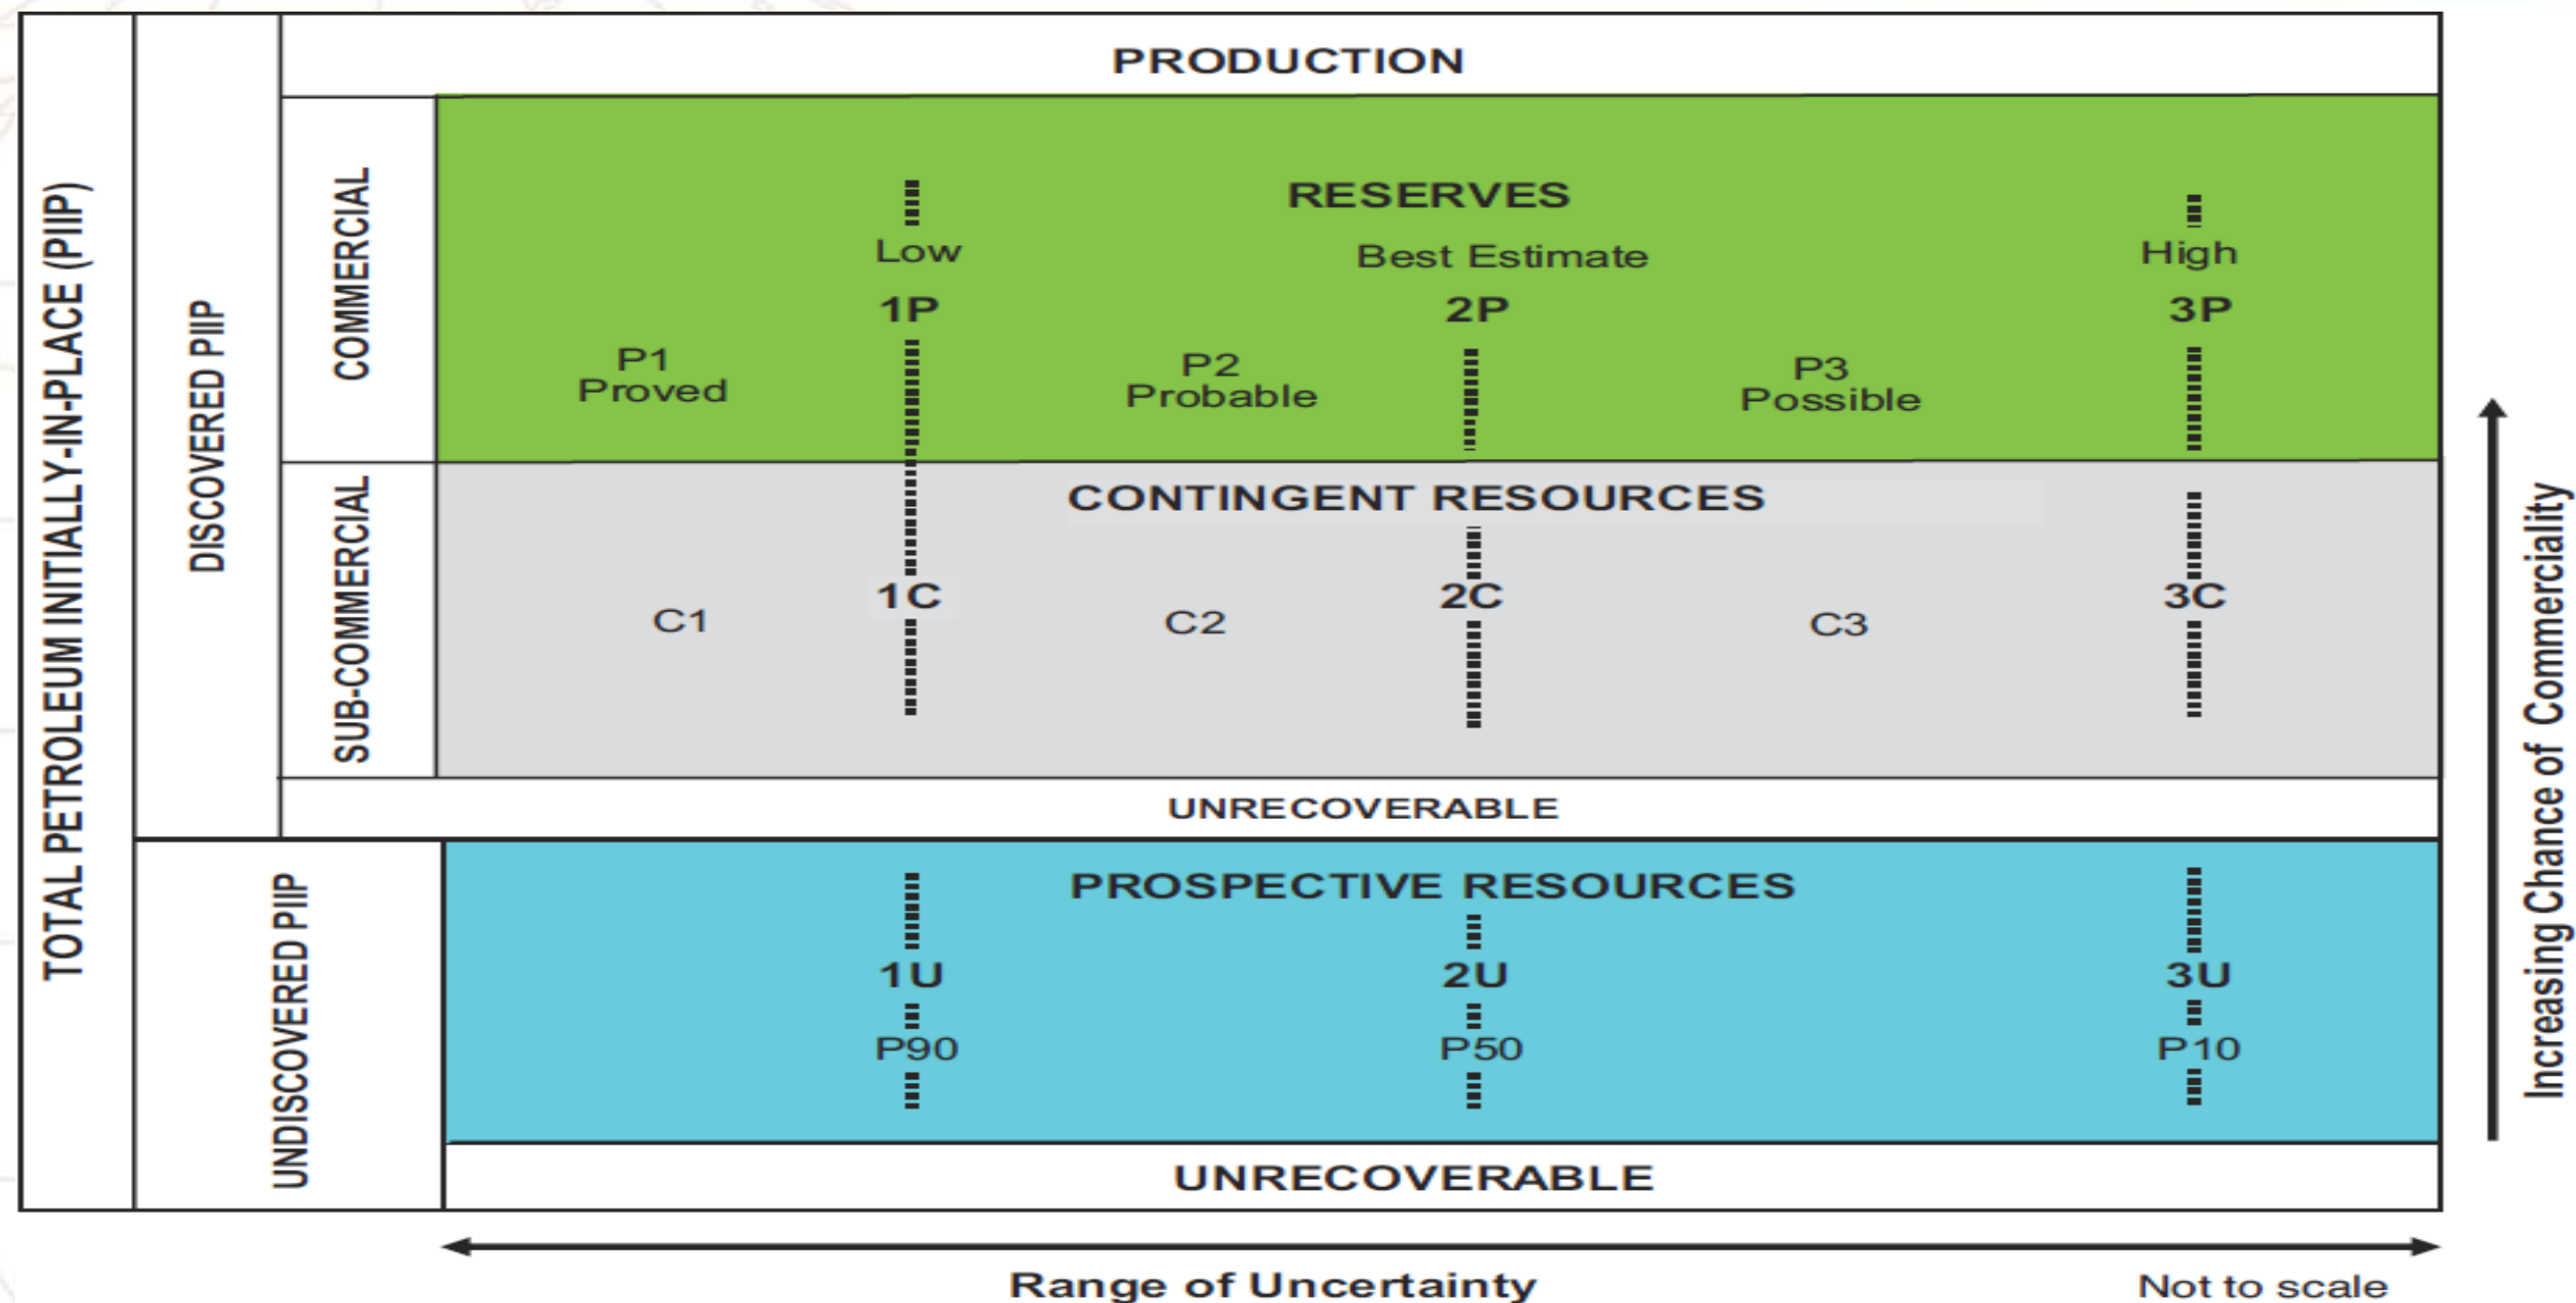 TOTAL PETROLEUM INITIALLY-IN-PLACE (PIIP)
DISCOVERED PIIP
PRODUCTION
COMMERCIAL
RESERVES
Low
Best Estimate
High
1P
2P
3P
P1
Proved
P2
Probable
P3
Possible
SUB-COMMERCIAL
CONTINGENT RESOURCES
1C
2C
3C
C1
C2
C3
UNRECOVERABLE
UNDISCOVERED PIIP
PROSPECTIVE RESOURCES
1U
2U
3U
P90
P50
P10
UNRECOVERABLE
Increasing Chance of Commerciality
Range of Uncertainty
Not to scale